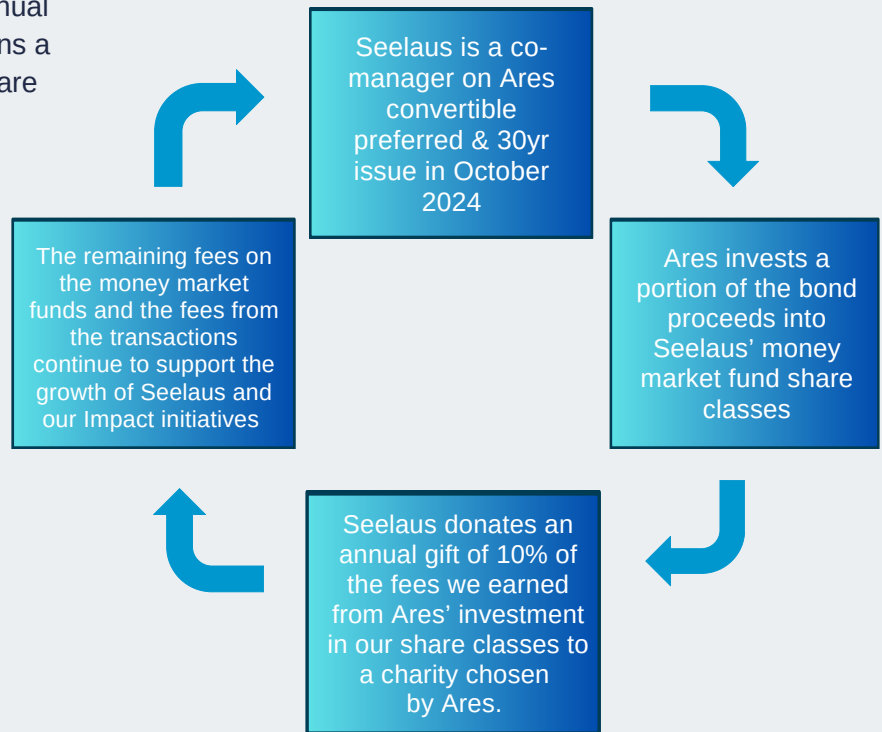 nual
ns a
are
Seelaus is a co-
manager on Ares
convertible
preferred & 30yr
issue in October
2024
Ares invests a
portion of the bond
proceeds into
Seelaus’ money
market fund share
classes
Seelaus donates an
annual gift of 10% of
the fees we earned
from Ares’ investment
in our share classes to
a charity chosen
by Ares.
The remaining fees on
the money market
funds and the fees from
the transactions
continue to support the
growth of Seelaus and
our Impact initiatives